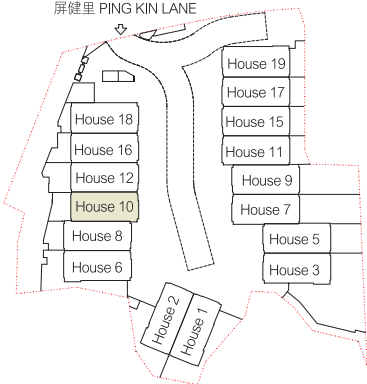 屏健里 PING KIN LANE
House 19
House 17
House 15
House 11
House 9
House 7
House 5
House 3
House 18
House 16
House 12
House 10
House 8
House 6
House 2
House 1